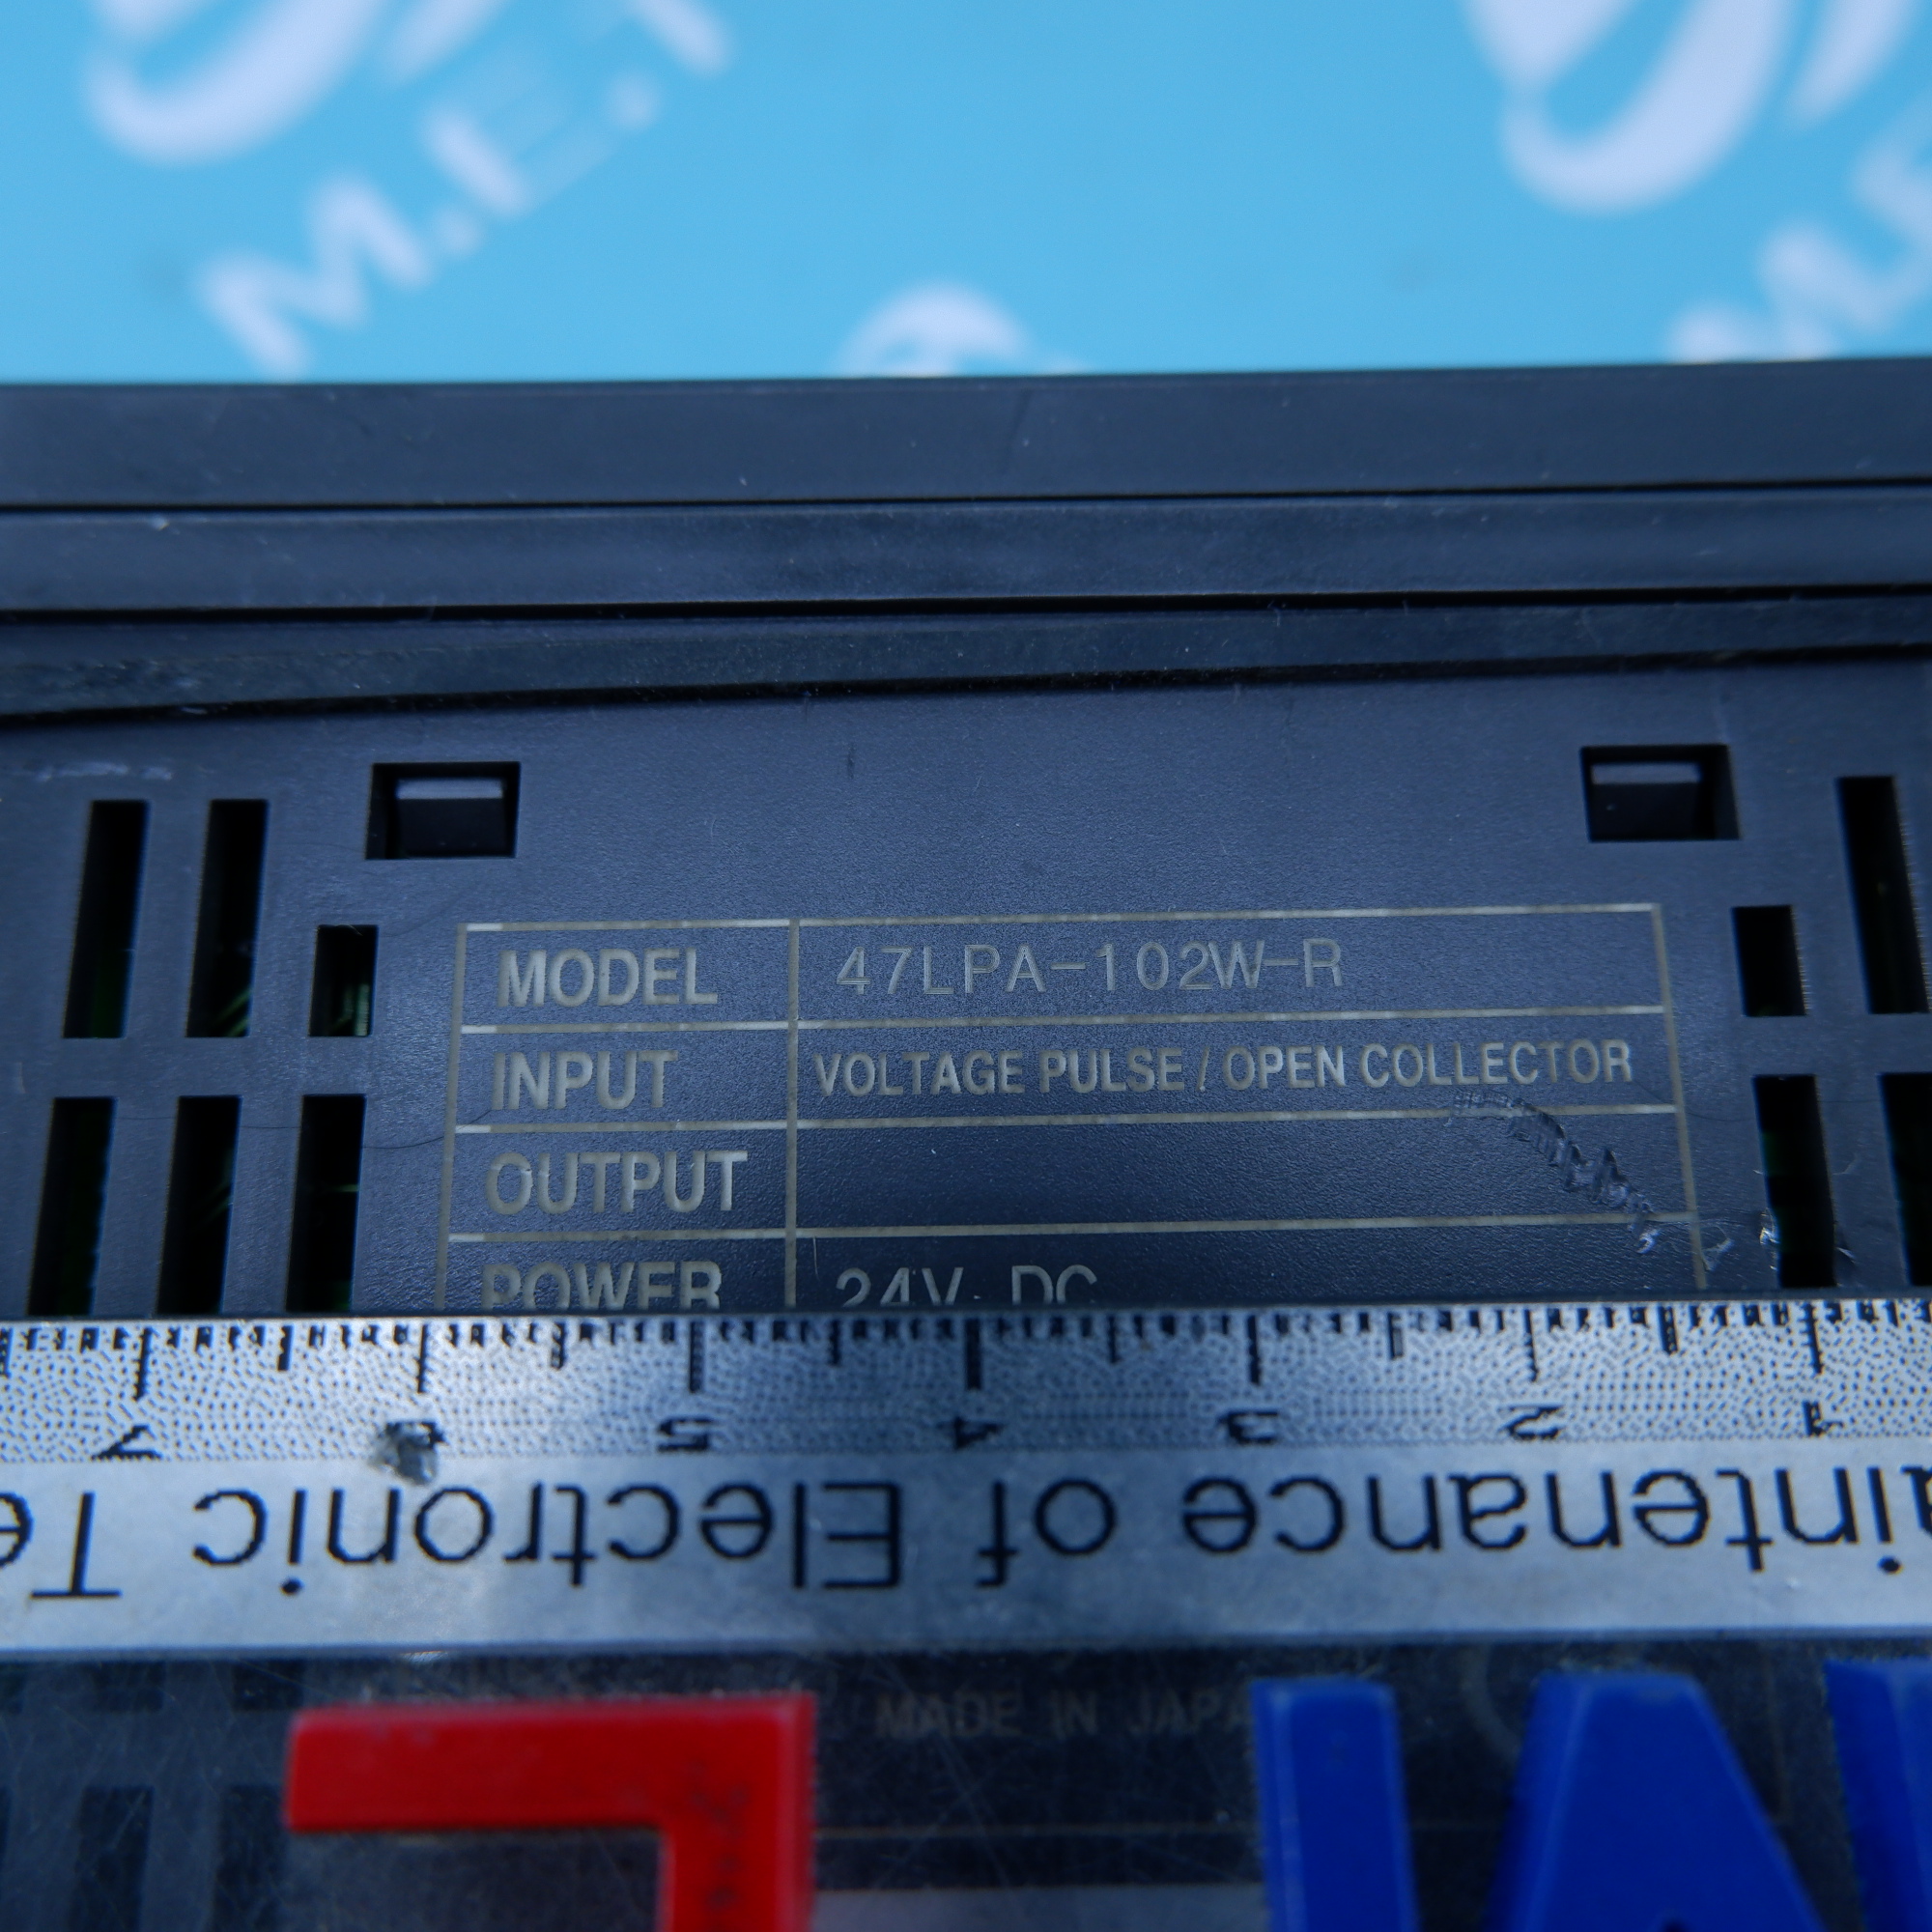 M.E.T
MODEL 47LPA-102W-R
INPUT VOLTAGE PULSE / OPEN COLLECTOR
OUTPUT
POWER 24V DC
7 6 5 4 3 2 1
aintenance of Electronic Te
MADE IN JAPA